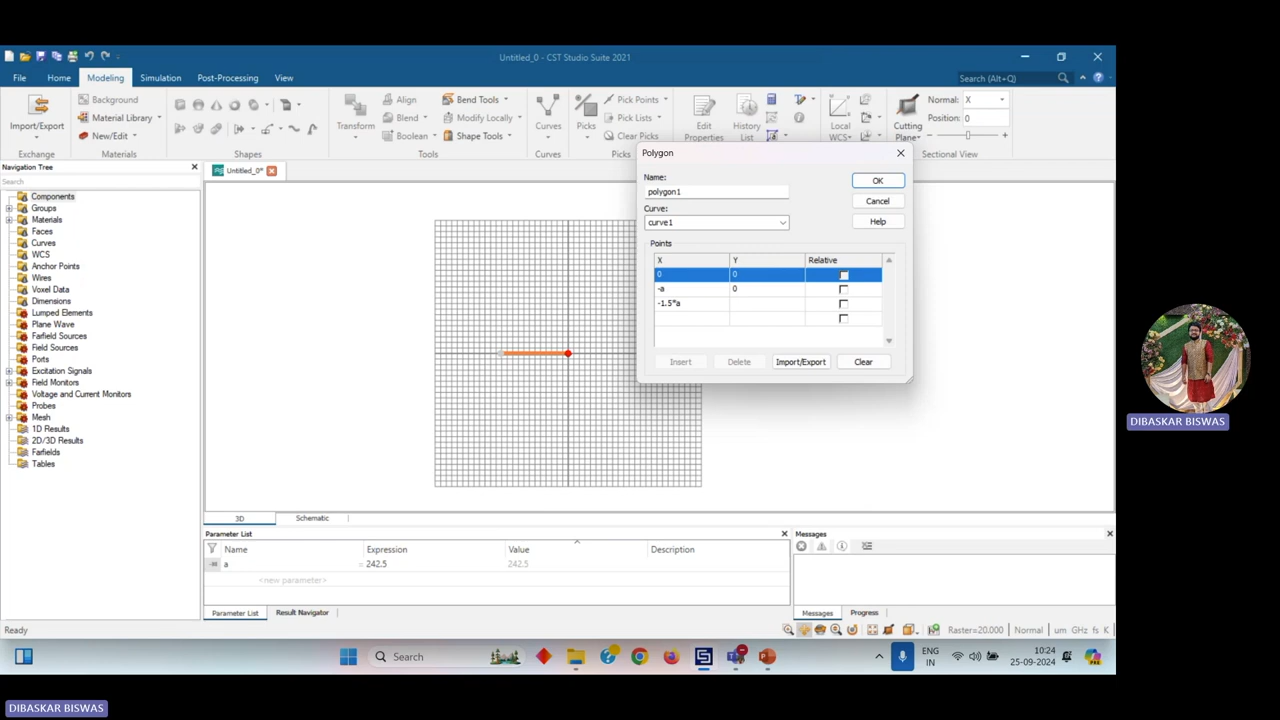 Untitled_0 - CST Studio Suite 2021
File Home Modeling Simulation Post-Processing View Search (Alt+Q)
Import/Export
Exchange
Background
Material Library
New/Edit
Materials
Shapes
Transform
Align
Blend
Boolean
Bend Tools
Modify Locally
Shape Tools
Tools
Curves
Curves
Picks
Pick Points
Pick Lists
Clear Picks
Picks
Edit
Properties
History
List
Local
WCS
Cutting
Plane
Normal: X
Position: 0
Sectional View
Navigation Tree
Search
Components
Groups
Materials
Faces
Curves
WCS
Anchor Points
Wires
Voxel Data
Dimensions
Lumped Elements
Plane Wave
Farfield Sources
Field Sources
Ports
Excitation Signals
Field Monitors
Voltage and Current Monitors
Probes
Mesh
1D Results
2D/3D Results
Farfields
Tables
Untitled_0*
Polygon
Name:
polygon1
Curve:
curve1
OK
Cancel
Help
Points
X Y Relative
0 0
-a 0
-1.5*a
Insert Delete Import/Export Clear
3D Schematic
Parameter List
Name Expression Value Description
a = 242.5 242.5
<new parameter>
Parameter List Result Navigator
Messages
Messages Progress
Ready
Raster=20.000 Normal um GHz fs K
Search
ENG
IN
10:24
25-09-2024
DIBASKAR BISWAS
DIBASKAR BISWAS